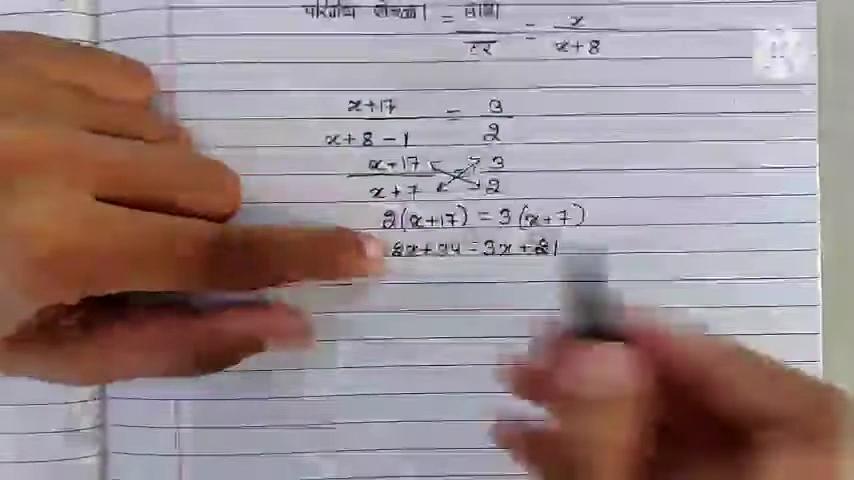 परिमेय संख्या = अंश / हर = x / x+8
x+17 / x+8-1 = 3 / 2
x+17 / x+7 = 3 / 2
2(x+17) = 3(x+7)
2x+34 = 3x+21